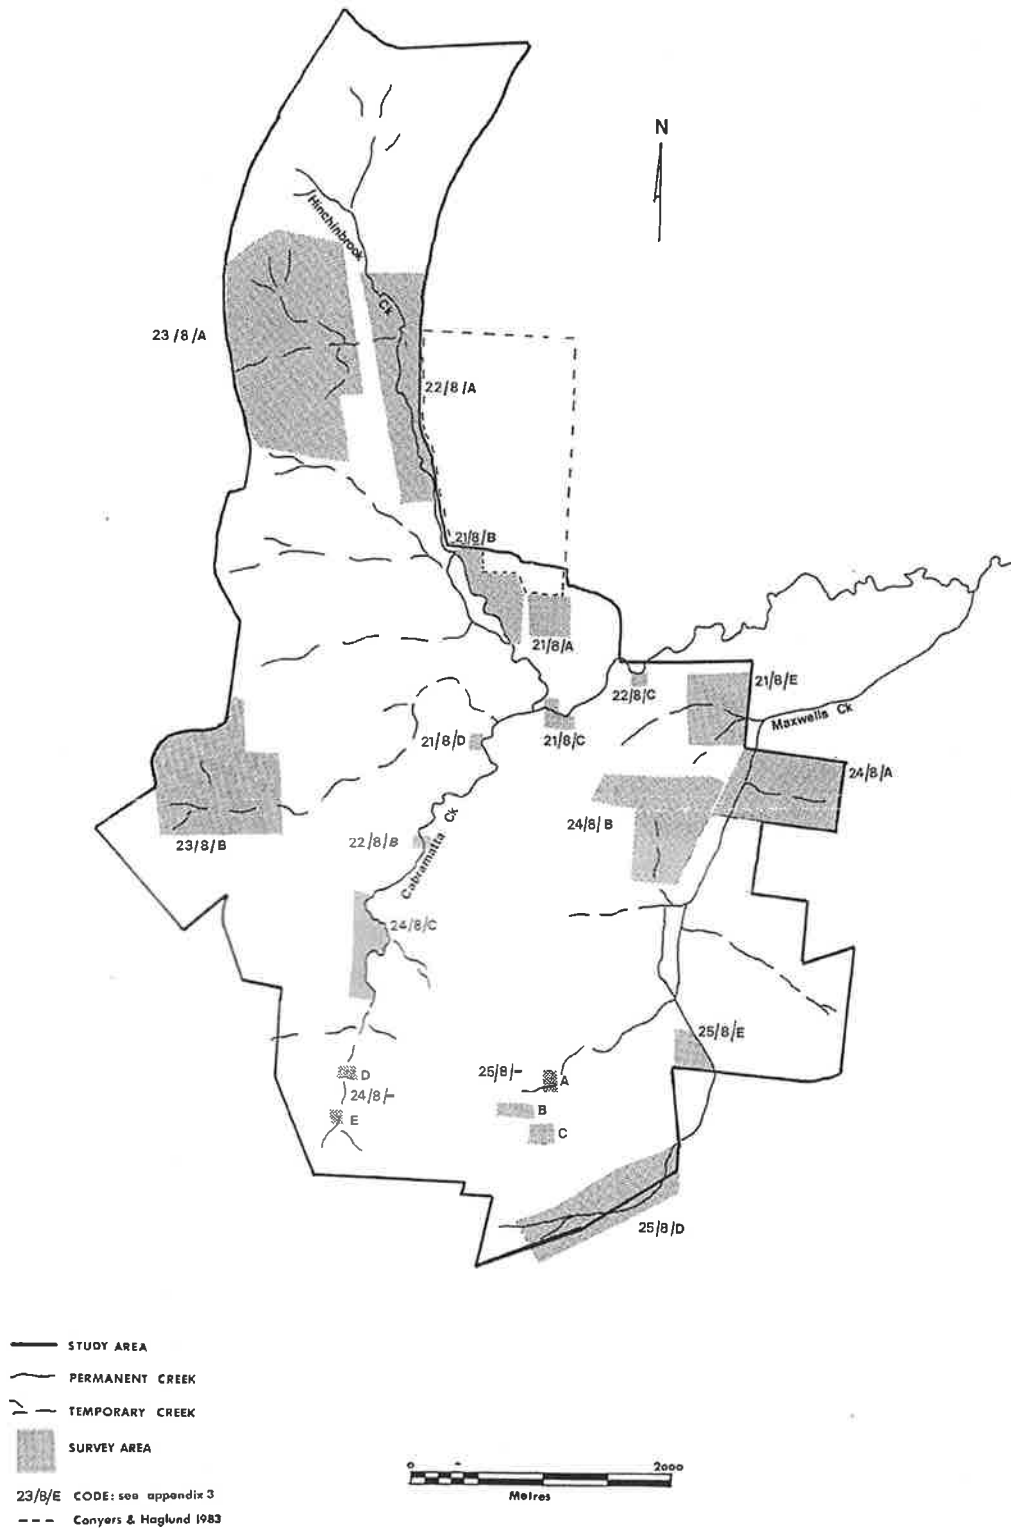 N
Hinchinbrook
Ck
23/8/A
22/8/A
21/8/B
21/8/A
22/8/C
21/8/E
Maxwells Ck
21/8/D
21/8/C
24/8/A
24/8/B
22/8/B
23/8/B
Cabramatta Ck
24/8/C
25/8/E
25/8/-
A
D
24/8/-
B
E
C
25/8/D
STUDY AREA
PERMANENT CREEK
TEMPORARY CREEK
SURVEY AREA
0 2000
Metres
23/8/E CODE: see appendix 3
Conyers & Haglund 1983